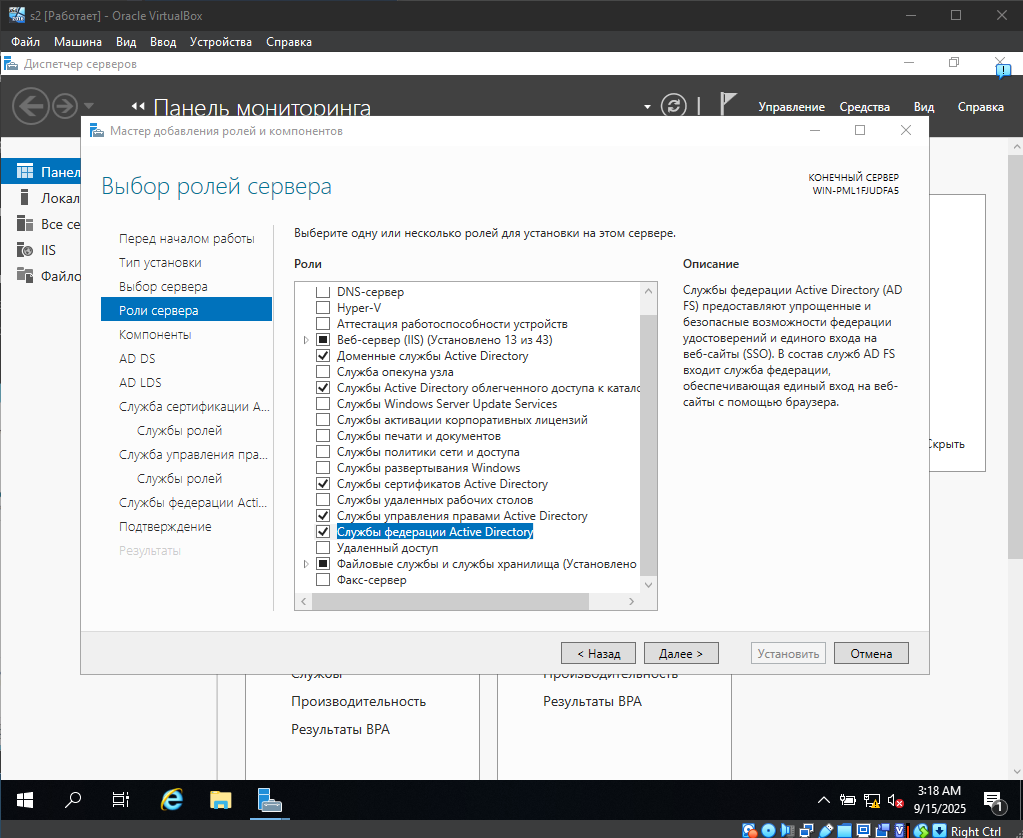 s2 [Работает] - Oracle VirtualBox
Файл Машина Вид Ввод Устройства Справка
Диспетчер серверов
Панель мониторинга
Управление Средства Вид Справка
Мастер добавления ролей и компонентов
Панел
Локал
Все се
IIS
Файло
Выбор ролей сервера
КОНЕЧНЫЙ СЕРВЕР
WIN-PML1FJUDFA5
Перед началом работы
Тип установки
Выбор сервера
Роли сервера
Компоненты
AD DS
AD LDS
Служба сертификации A...
Службы ролей
Служба управления пра...
Службы ролей
Службы федерации Acti...
Подтверждение
Результаты
Выберите одну или несколько ролей для установки на этом сервере.
Роли
DNS-сервер
Hyper-V
Аттестация работоспособности устройств
Веб-сервер (IIS) (Установлено 13 из 43)
Доменные службы Active Directory
Служба опекуна узла
Службы Active Directory облегченного доступа к катало
Службы Windows Server Update Services
Службы активации корпоративных лицензий
Службы печати и документов
Службы политики сети и доступа
Службы развертывания Windows
Службы сертификатов Active Directory
Службы удаленных рабочих столов
Службы управления правами Active Directory
Службы федерации Active Directory
Удаленный доступ
Файловые службы и службы хранилища (Установлено
Факс-сервер
Описание
Службы федерации Active Directory (AD
FS) предоставляют упрощенные и
безопасные возможности федерации
удостоверений и единого входа на
веб-сайты (SSO). В состав служб AD FS
входит служба федерации,
обеспечивающая единый вход на веб-
сайты с помощью браузера.
Скрыть
< Назад Далее > Установить Отмена
Службы
Производительность
Результаты BPA
Производительность
Результаты BPA
3:18 AM
9/15/2025
1
Right Ctrl